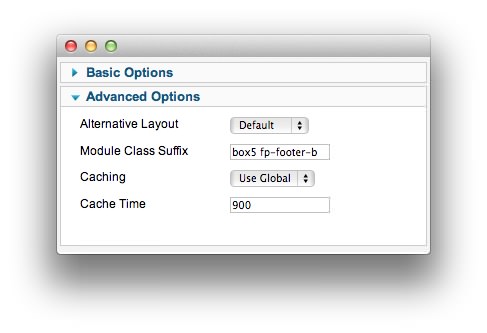 Basic Options
Advanced Options
Alternative Layout Default
Module Class Suffix box5 fp-footer-b
Caching Use Global
Cache Time 900